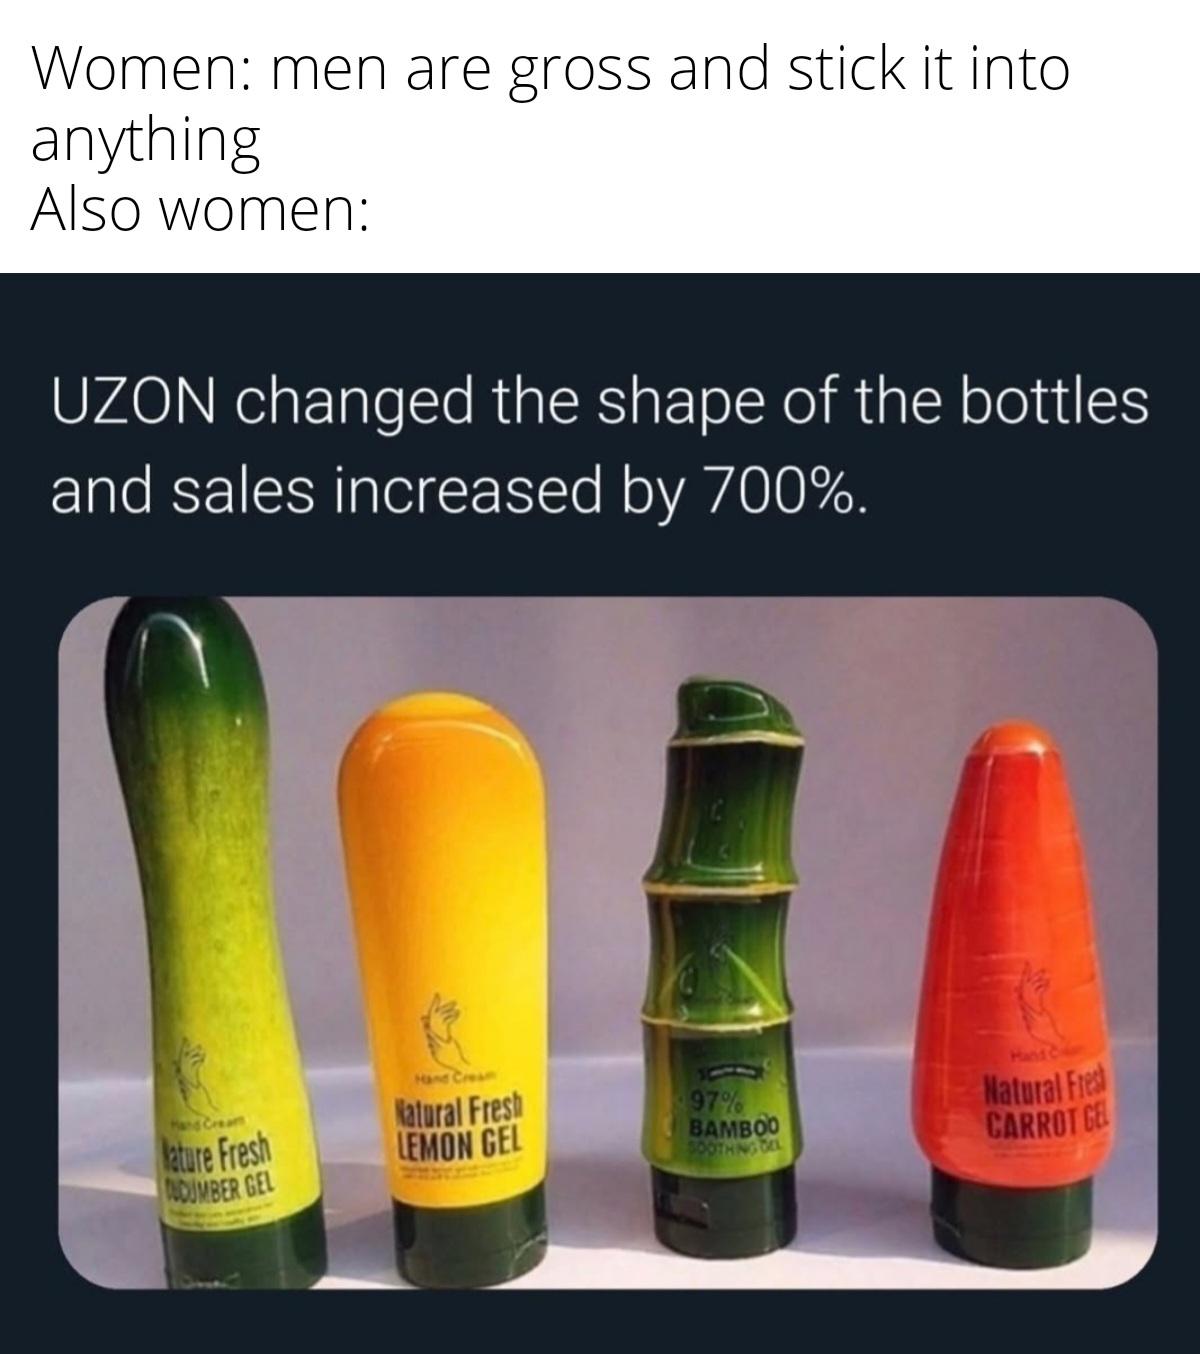 Women: men are gross and stick it into
anything
Also women:
UZON changed the shape of the bottles
and sales increased by 700%.
Hand Cream
Nature Fresh
CUCUMBER GEL
Hand Cream
Natural Fresh
LEMON GEL
97%
BAMBOO
SOOTHING GEL
Hand Cream
Natural Fresh
CARROT GEL